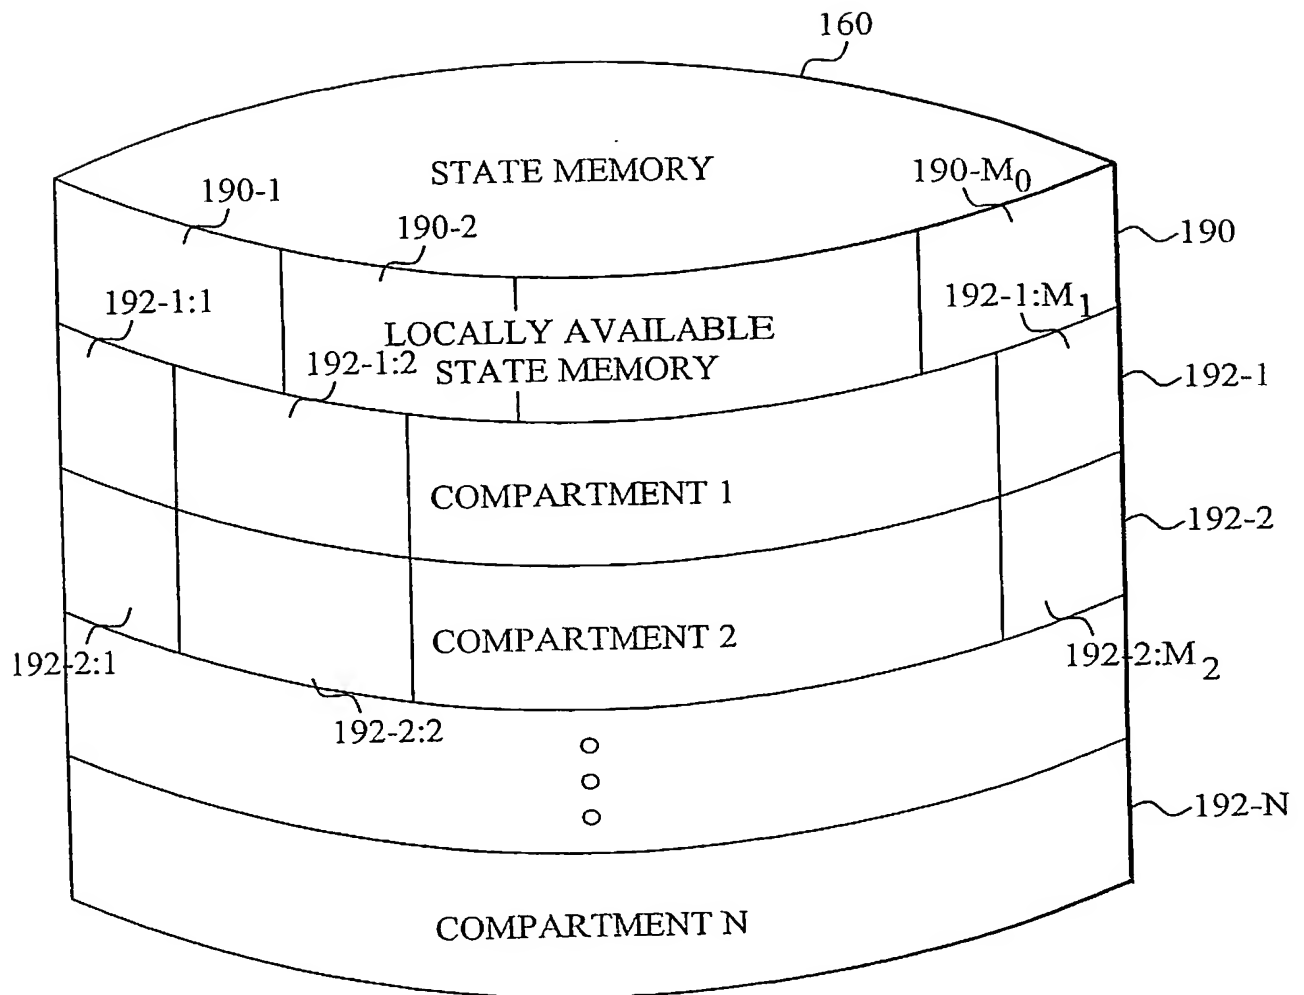 160
STATE MEMORY
190-1
190-M0
190-2
190
192-1:1
192-1:M1
LOCALLY AVAILABLE
STATE MEMORY
192-1:2
192-1
COMPARTMENT 1
192-2
COMPARTMENT 2
192-2:1
192-2:M2
192-2:2
192-N
COMPARTMENT N